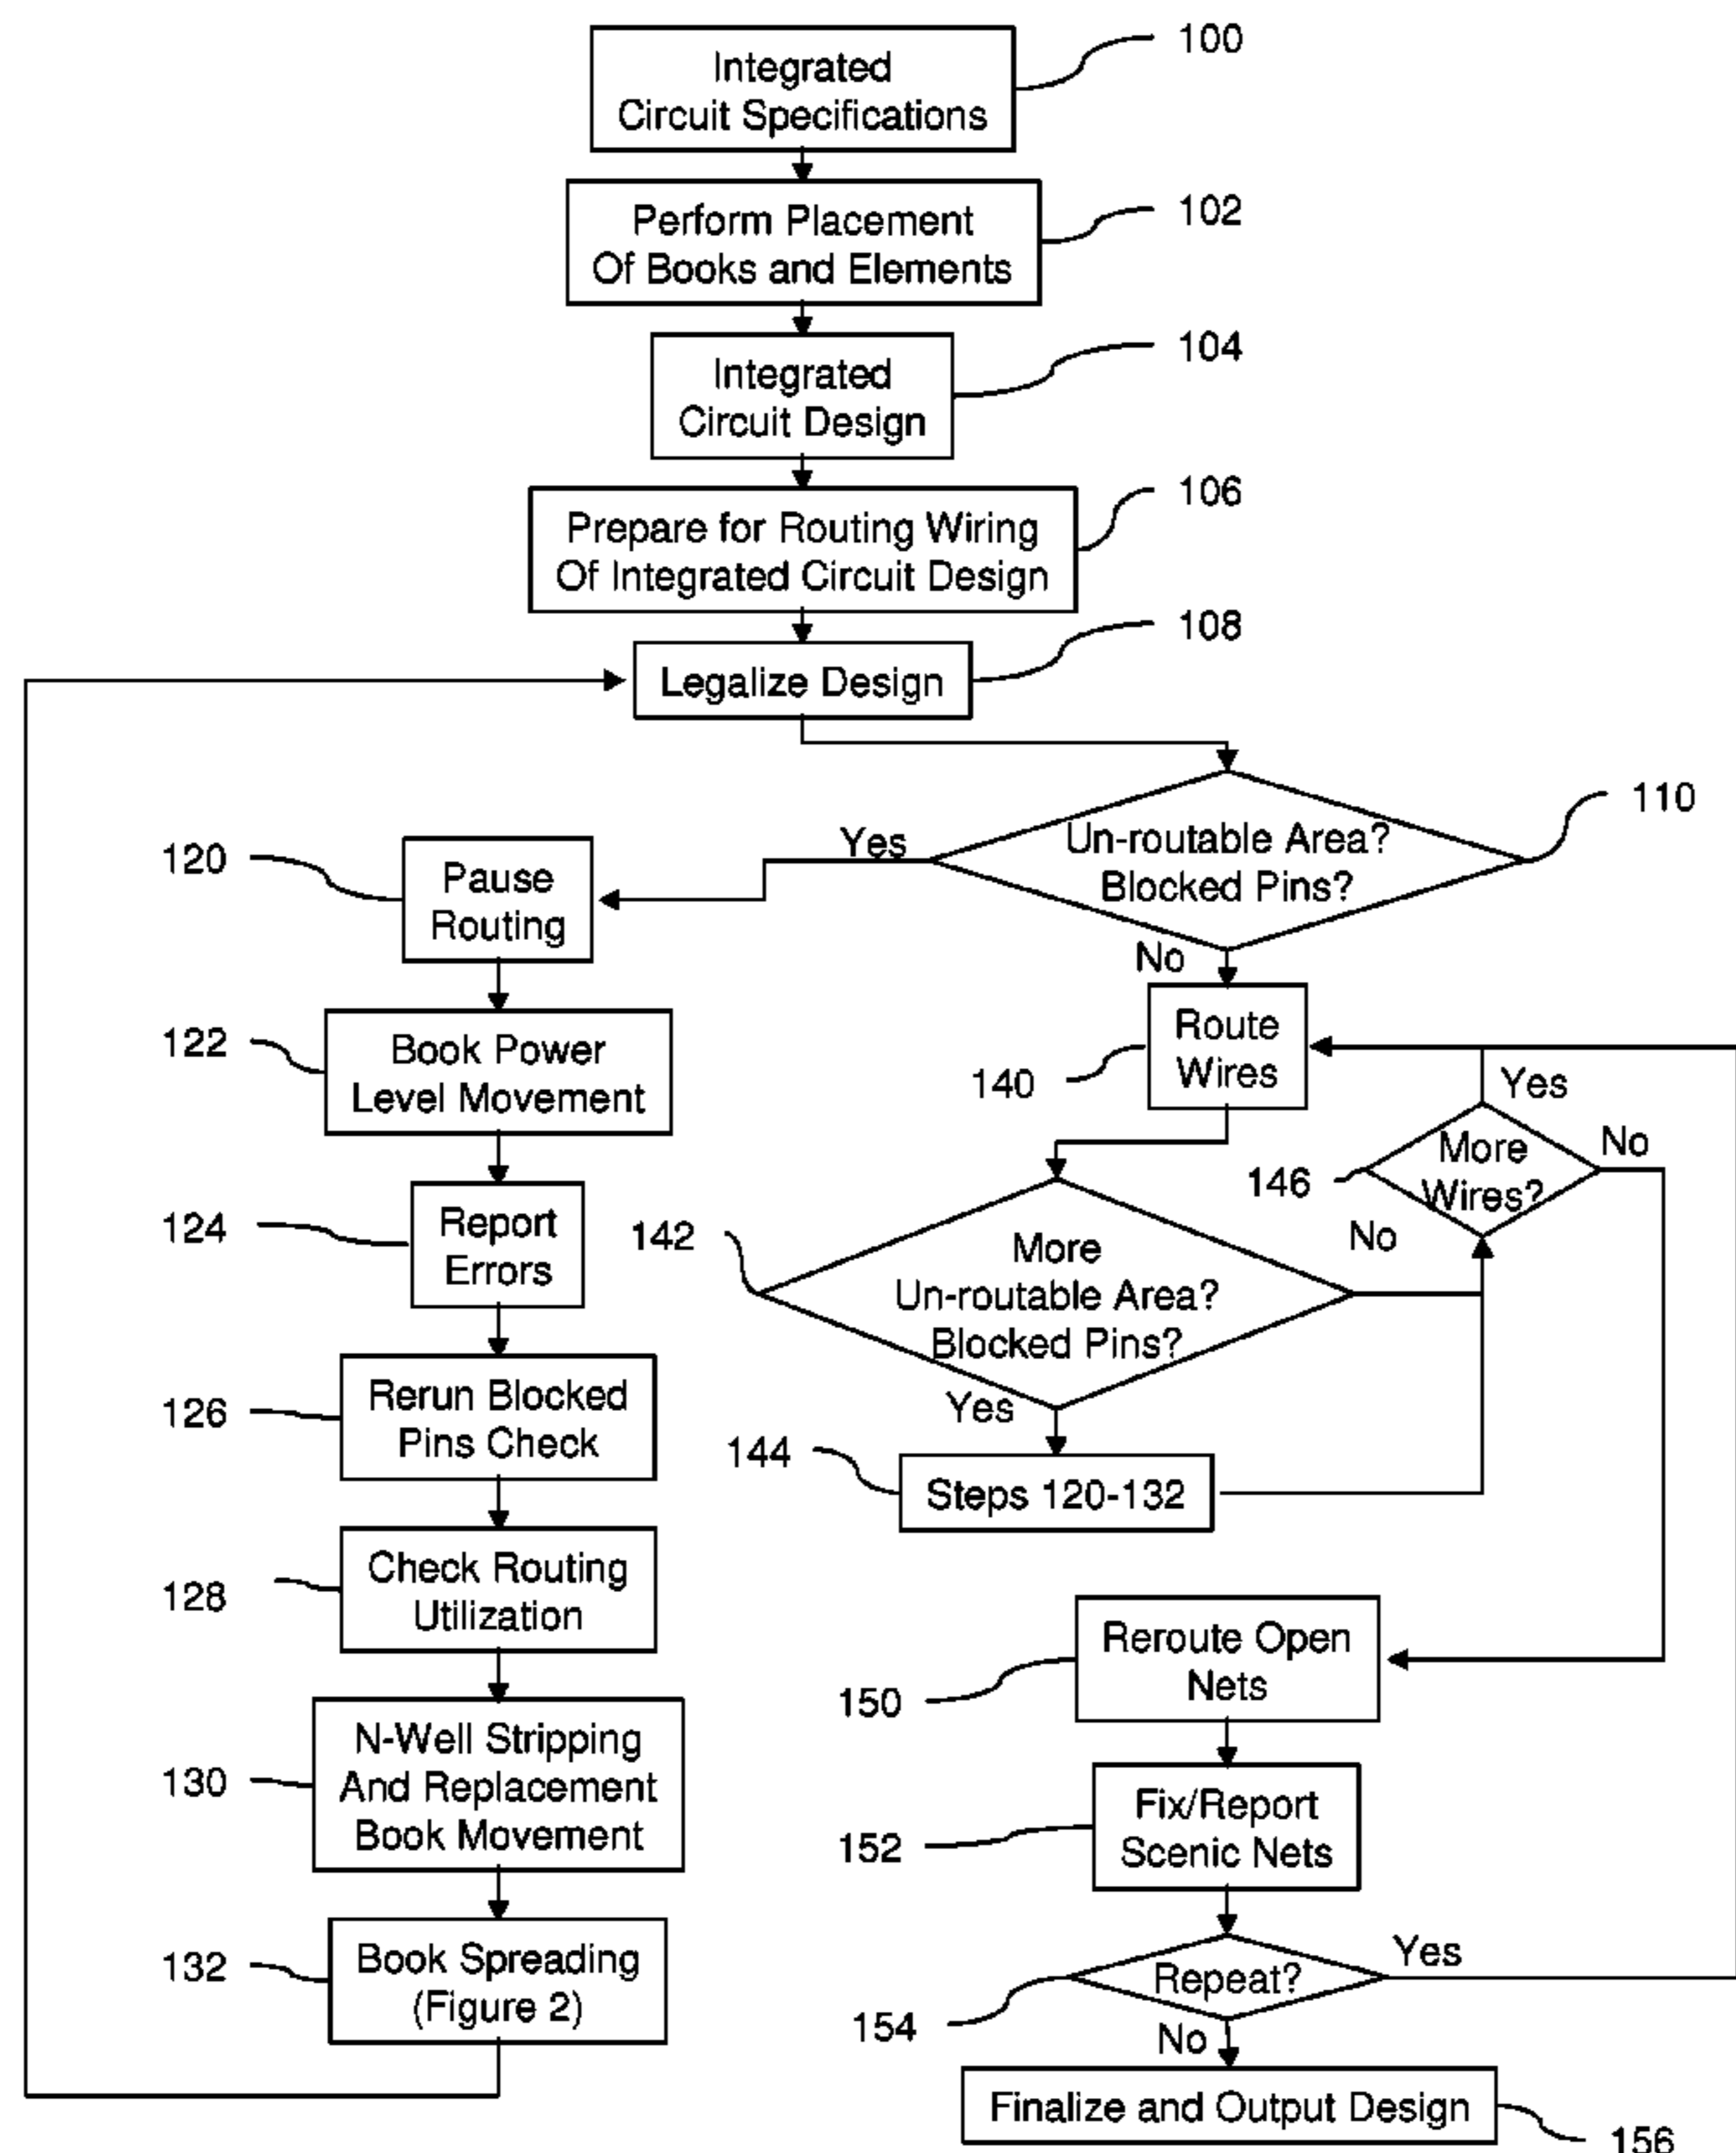 Integrated
Circuit Specifications
100
Perform Placement
Of Books and Elements
102
Integrated
Circuit Design
104
Prepare for Routing Wiring
Of Integrated Circuit Design
106
Legalize Design
108
Un-routable Area?
Blocked Pins?
110
Yes
No
120
Pause
Routing
122
Book Power
Level Movement
124
Report
Errors
126
Rerun Blocked
Pins Check
128
Check Routing
Utilization
130
N-Well Stripping
And Replacement
Book Movement
132
Book Spreading
(Figure 2)
Route
Wires
140
More
Un-routable Area?
Blocked Pins?
142
No
Yes
144
Steps 120-132
More
Wires?
146
Yes
No
Reroute Open
Nets
150
Fix/Report
Scenic Nets
152
Repeat?
154
Yes
No
Finalize and Output Design
156